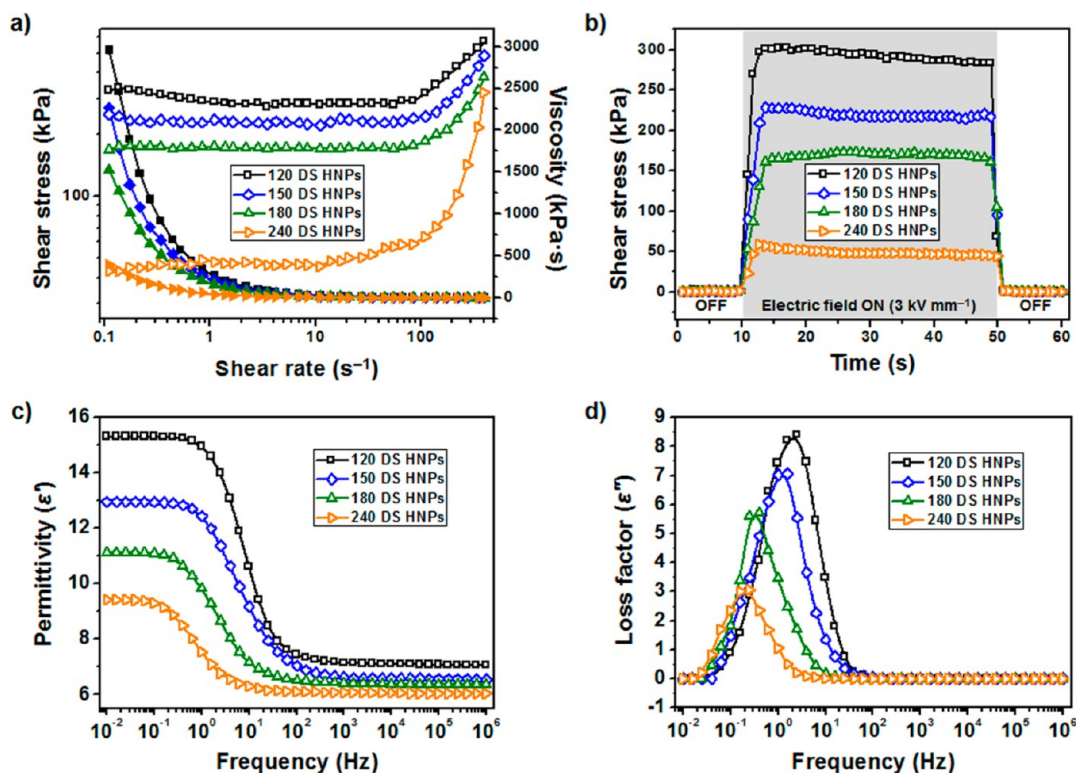 a)
Shear stress (kPa)
100
120 DS HNPs
150 DS HNPs
180 DS HNPs
240 DS HNPs
3000
2500
2000
1500
1000
500
0
Viscosity (kPa·s)
0.1 1 10 100
Shear rate (s⁻¹)
b)
Shear stress (kPa)
300
250
200
150
100
50
0
120 DS HNPs
150 DS HNPs
180 DS HNPs
240 DS HNPs
OFF Electric field ON (3 kV mm⁻¹) OFF
0 10 20 30 40 50 60
Time (s)
c)
Permittivity (ε')
16
14
12
10
8
6
120 DS HNPs
150 DS HNPs
180 DS HNPs
240 DS HNPs
10⁻² 10⁻¹ 10⁰ 10¹ 10² 10³ 10⁴ 10⁵ 10⁶
Frequency (Hz)
d)
Loss factor (ε")
9
8
7
6
5
4
3
2
1
0
-1
120 DS HNPs
150 DS HNPs
180 DS HNPs
240 DS HNPs
10⁻² 10⁻¹ 10⁰ 10¹ 10² 10³ 10⁴ 10⁵ 10⁶
Frequency (Hz)